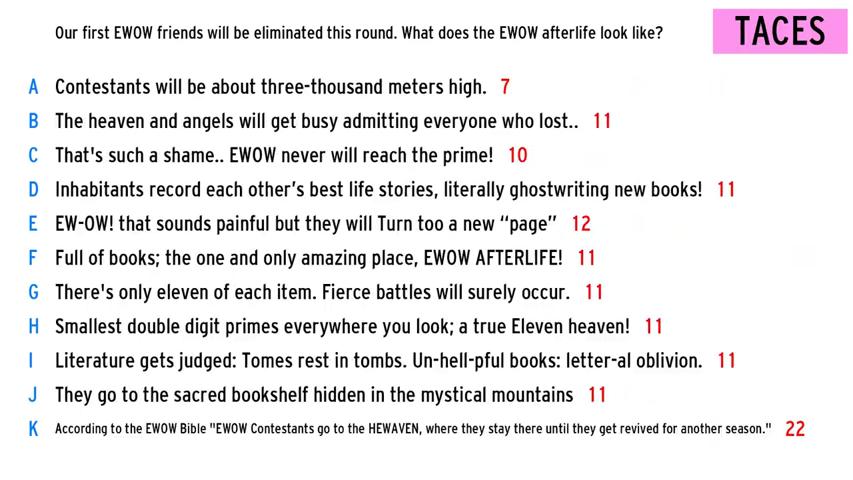 Our first EWOW friends will be eliminated this round. What does the EWOW afterlife look like?
TACES
A Contestants will be about three-thousand meters high. 7
B The heaven and angels will get busy admitting everyone who lost.. 11
C That's such a shame.. EWOW never will reach the prime! 10
D Inhabitants record each other’s best life stories, literally ghostwriting new books! 11
E EW-OW! that sounds painful but they will Turn too a new “page” 12
F Full of books; the one and only amazing place, EWOW AFTERLIFE! 11
G There's only eleven of each item. Fierce battles will surely occur. 11
H Smallest double digit primes everywhere you look; a true Eleven heaven! 11
I Literature gets judged: Tomes rest in tombs. Un-hell-pful books: letter-al oblivion. 11
J They go to the sacred bookshelf hidden in the mystical mountains 11
K According to the EWOW Bible "EWOW Contestants go to the HEWAVEN, where they stay there until they get revived for another season." 22